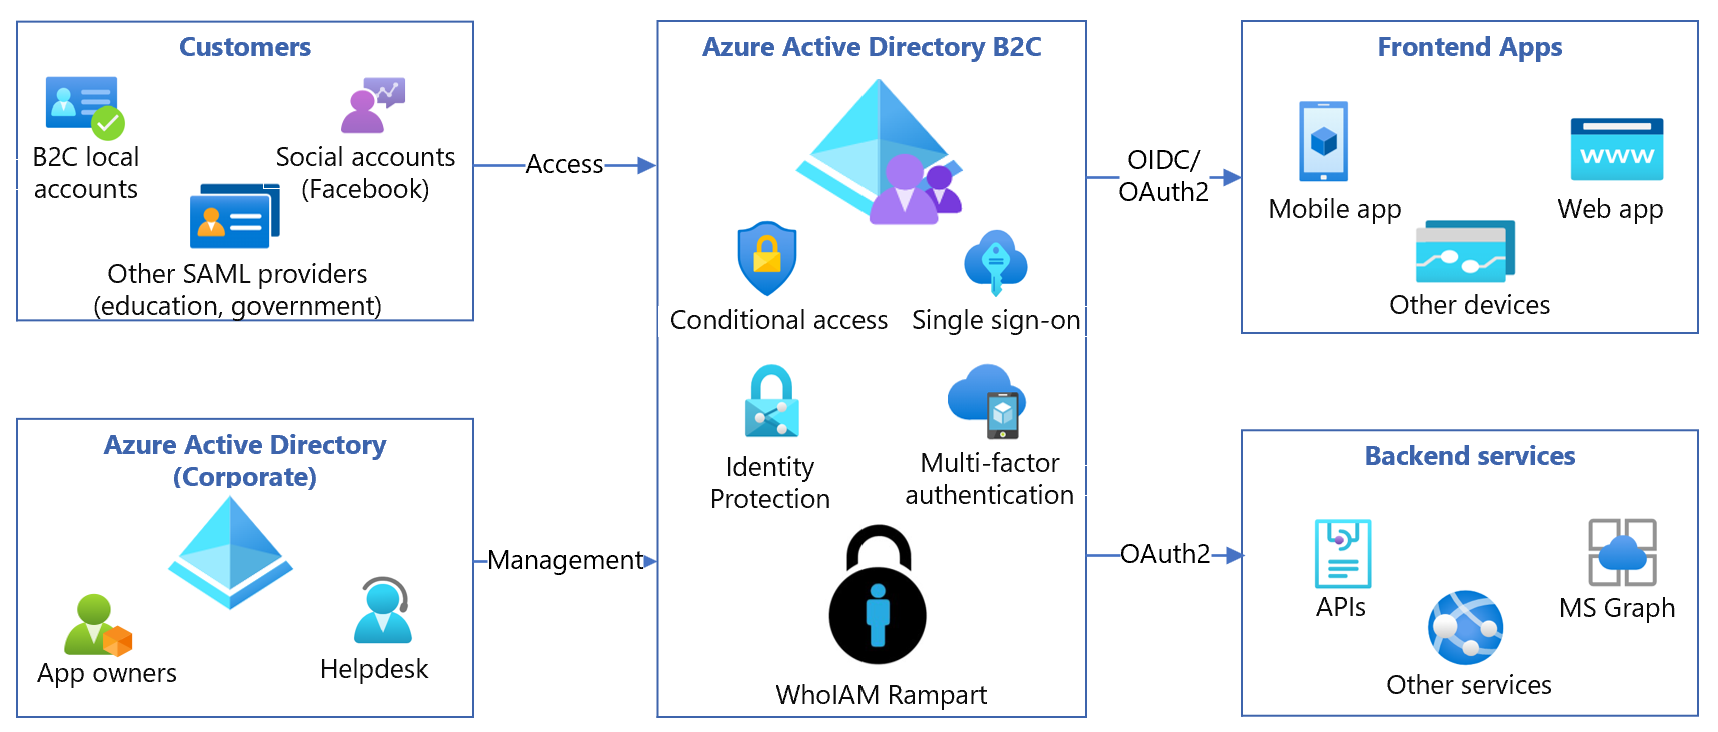 Customers
B2C local
accounts
Social accounts
(Facebook)
Other SAML providers
(education, government)
Access
Azure Active Directory
(Corporate)
App owners
Helpdesk
Management
Azure Active Directory B2C
Conditional access
Single sign-on
Identity
Protection
Multi-factor
authentication
WhoIAM Rampart
OIDC/
OAuth2
Frontend Apps
Mobile app
www
Web app
Other devices
OAuth2
Backend services
APIs
MS Graph
Other services